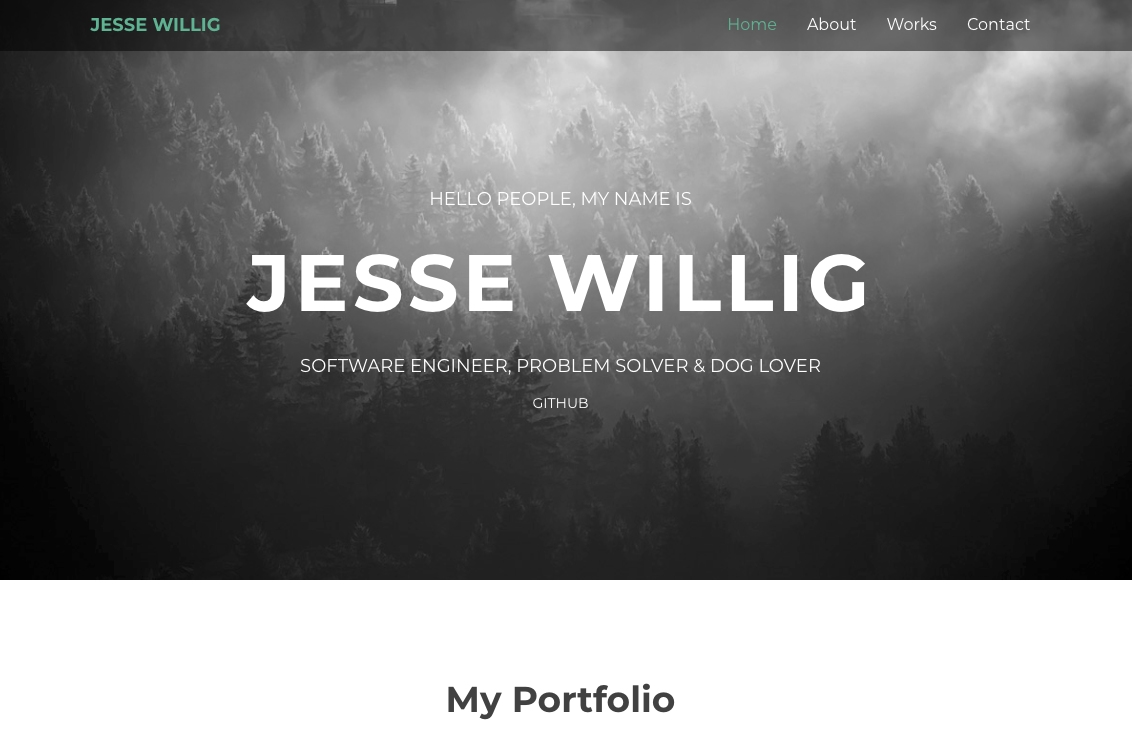 JESSE WILLIG
Home About Works Contact
HELLO PEOPLE, MY NAME IS
JESSE WILLIG
SOFTWARE ENGINEER, PROBLEM SOLVER & DOG LOVER
GITHUB
My Portfolio